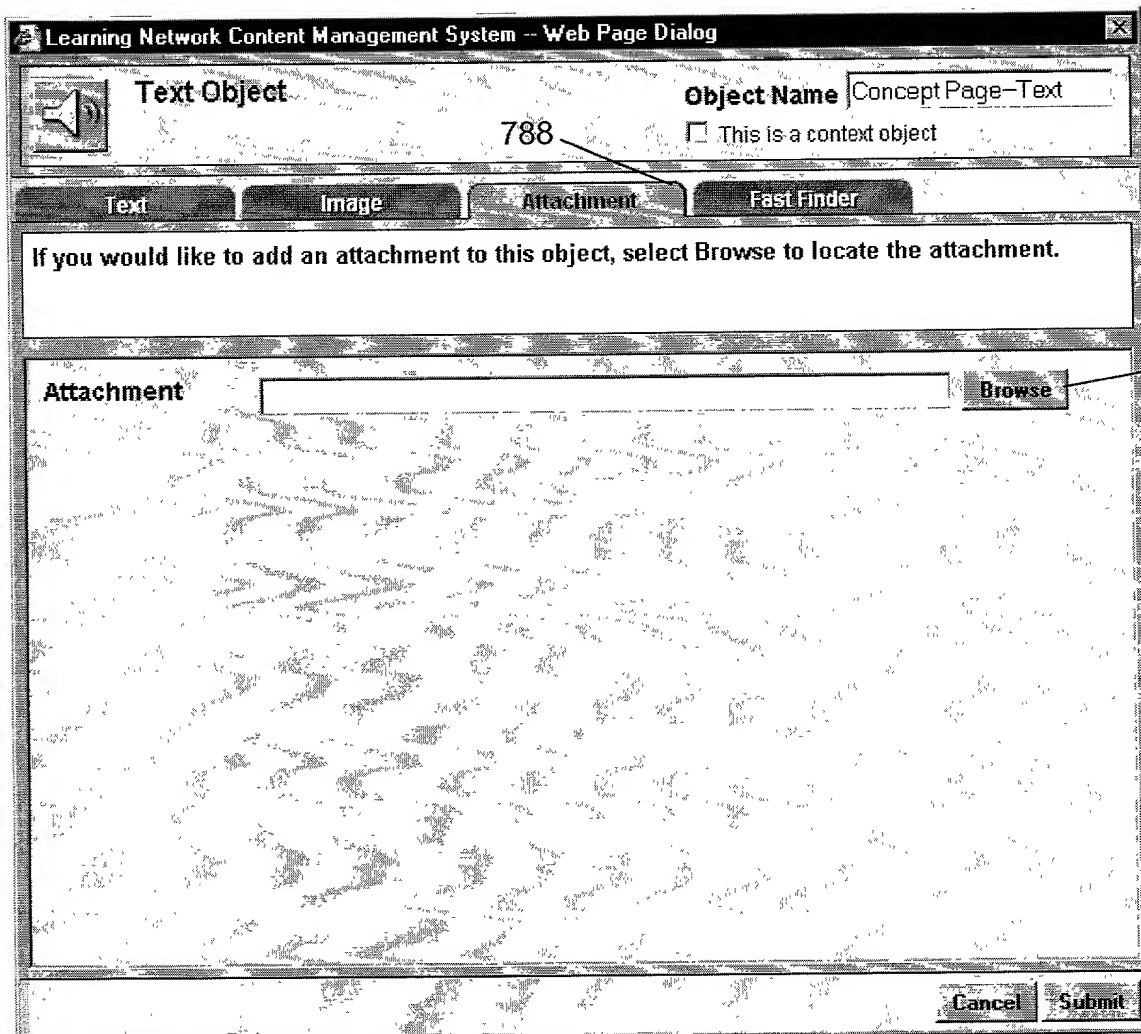 Learning Network Content Management System -- Web Page Dialog
Text Object
Object Name Concept Page-Text
788
This is a context object
Text Image Attachment Fast Finder
If you would like to add an attachment to this object, select Browse to locate the attachment.
Attachment Browse
Cancel Submit